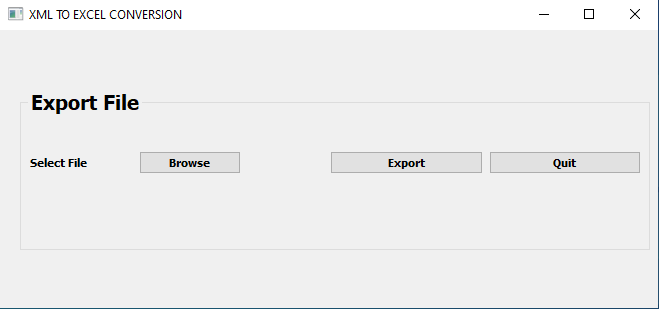 XML TO EXCEL CONVERSION
Export File
Select File Browse Export Quit